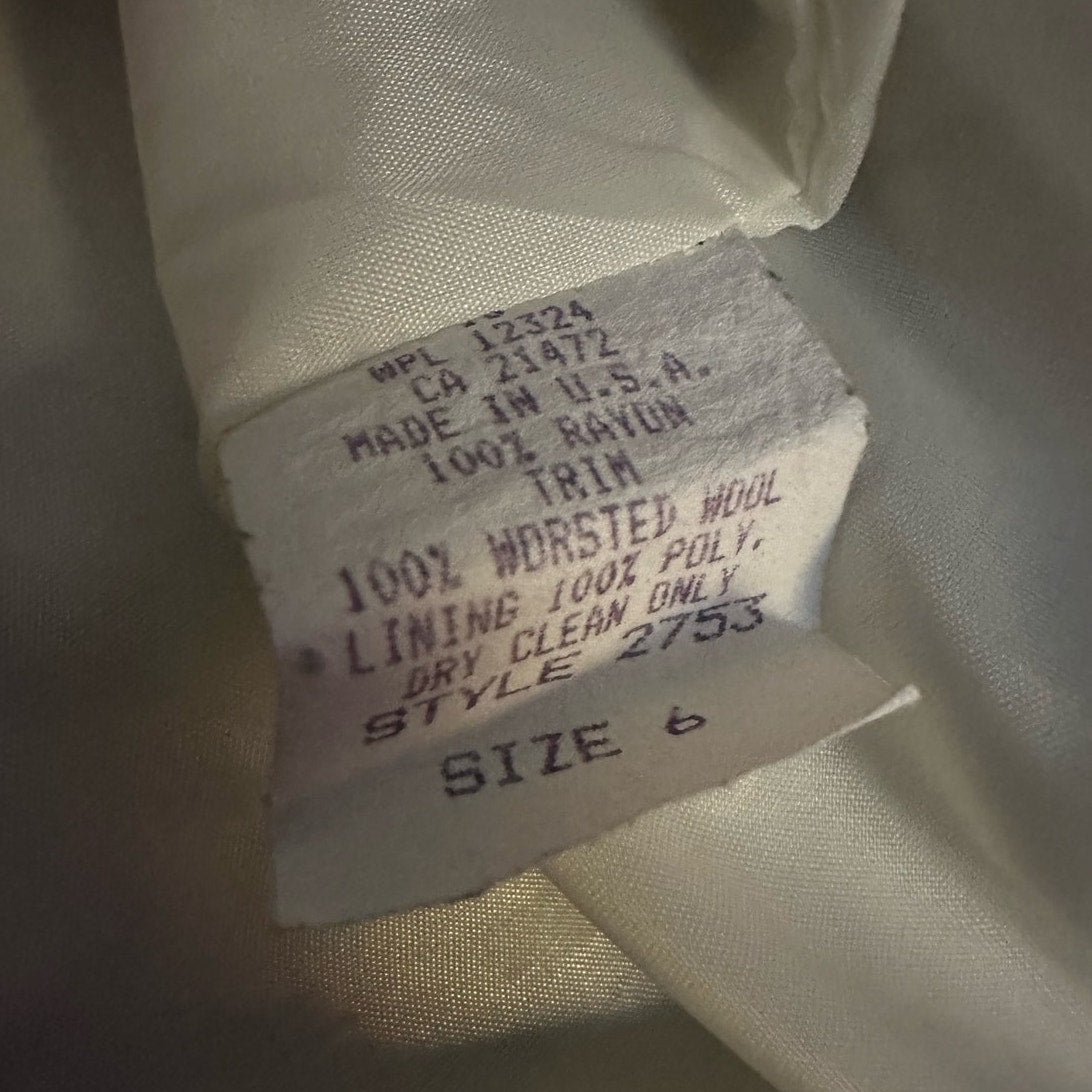 WPL 12324
CA 21472
MADE IN U.S.A.
100% RAYON
TRIM
100% WORSTED WOOL
LINING 100% POLY.
DRY CLEAN ONLY
STYLE 2753
SIZE 6